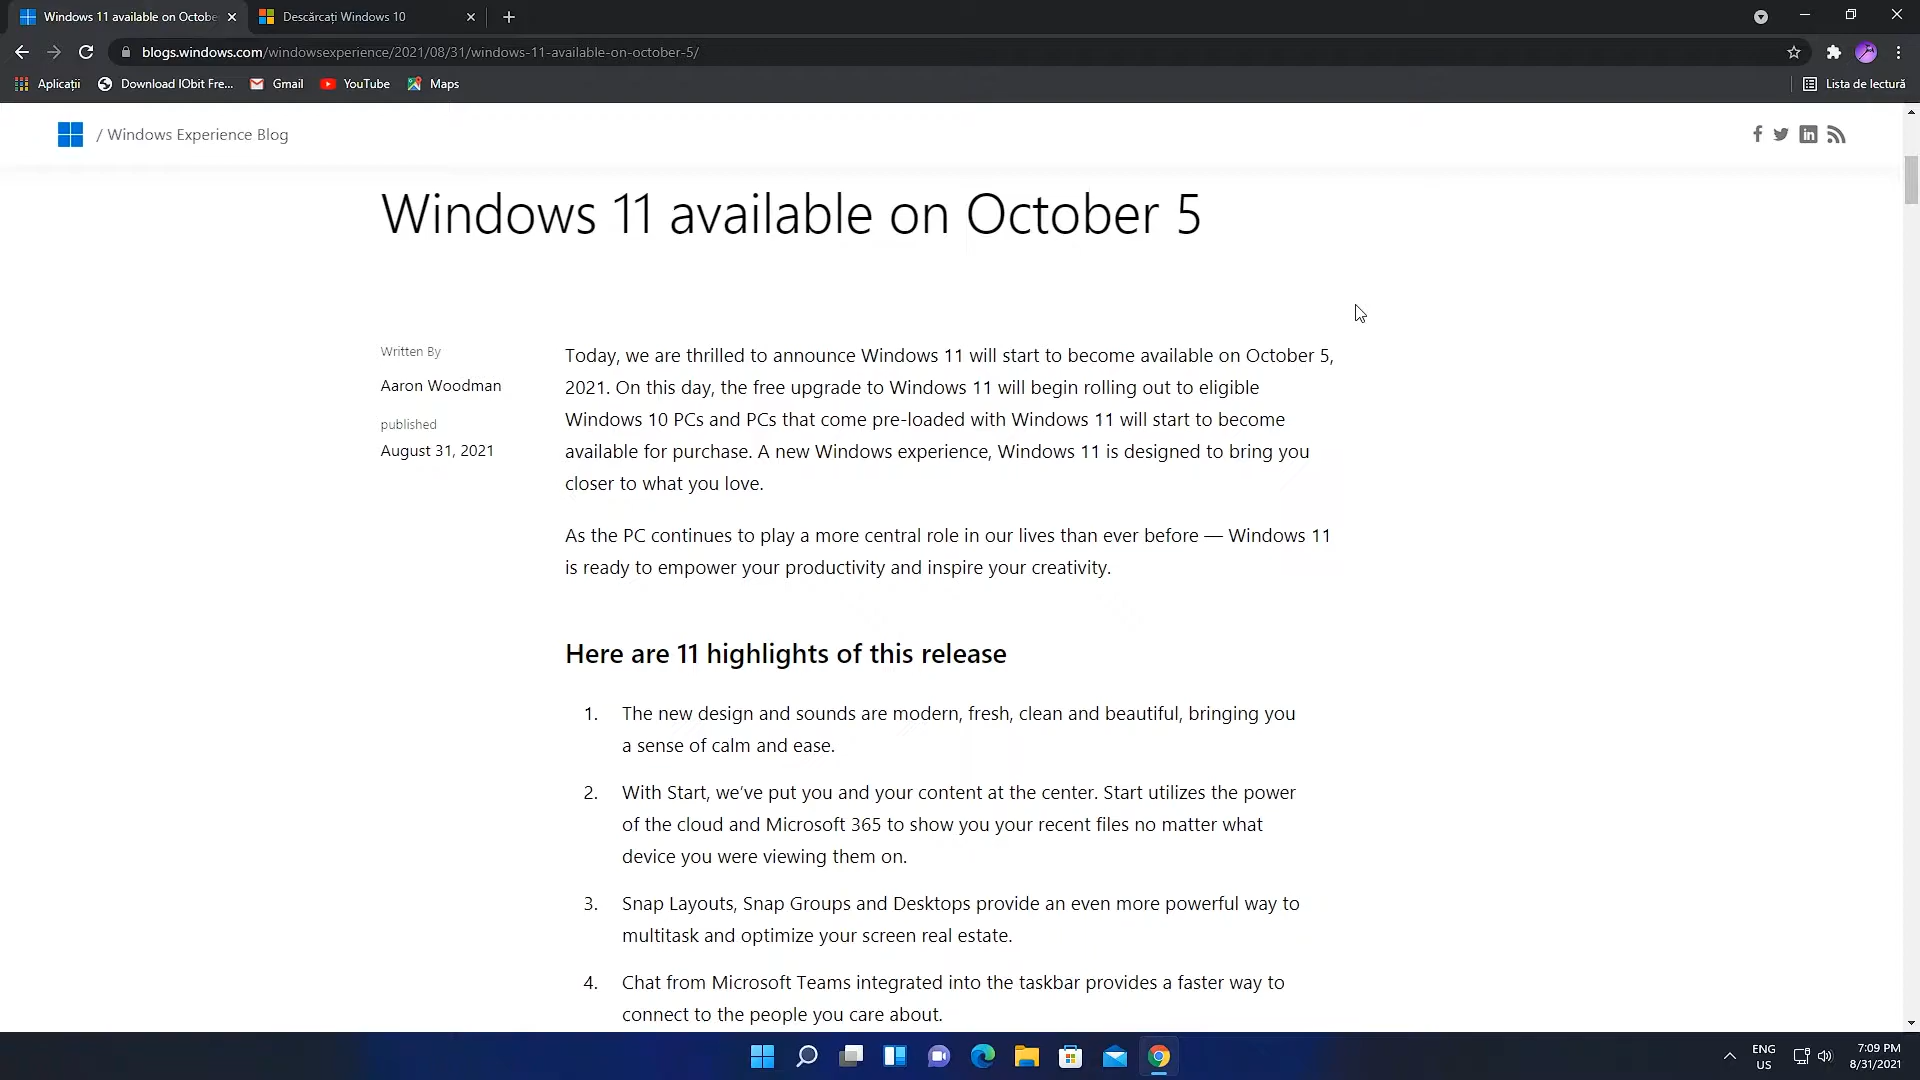 Windows 11 available on Octobe
Descărcați Windows 10
blogs.windows.com/windowsexperience/2021/08/31/windows-11-available-on-october-5/
Aplicații
Download IObit Fre...
Gmail
YouTube
Maps
Lista de lectură
/ Windows Experience Blog
Windows 11 available on October 5
Written By
Aaron Woodman
published
August 31, 2021
Today, we are thrilled to announce Windows 11 will start to become available on October 5,
2021. On this day, the free upgrade to Windows 11 will begin rolling out to eligible
Windows 10 PCs and PCs that come pre-loaded with Windows 11 will start to become
available for purchase. A new Windows experience, Windows 11 is designed to bring you
closer to what you love.
As the PC continues to play a more central role in our lives than ever before — Windows 11
is ready to empower your productivity and inspire your creativity.
Here are 11 highlights of this release
1. The new design and sounds are modern, fresh, clean and beautiful, bringing you
a sense of calm and ease.
2. With Start, we’ve put you and your content at the center. Start utilizes the power
of the cloud and Microsoft 365 to show you your recent files no matter what
device you were viewing them on.
3. Snap Layouts, Snap Groups and Desktops provide an even more powerful way to
multitask and optimize your screen real estate.
4. Chat from Microsoft Teams integrated into the taskbar provides a faster way to
connect to the people you care about.
ENG
US
7:09 PM
8/31/2021